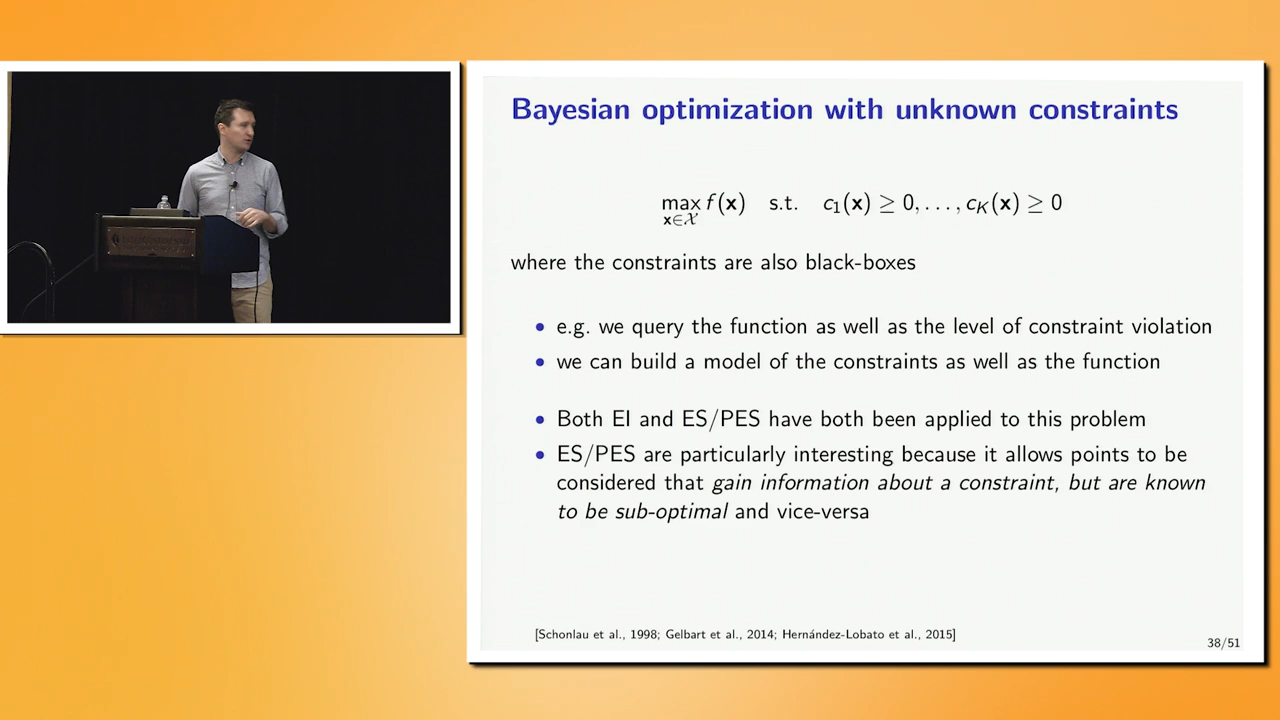 Bayesian optimization with unknown constraints
max f(x) s.t. c₁(x) ≥ 0, . . . , c_K(x) ≥ 0
x∈𝒳
where the constraints are also black-boxes
• e.g. we query the function as well as the level of constraint violation
• we can build a model of the constraints as well as the function
• Both EI and ES/PES have both been applied to this problem
• ES/PES are particularly interesting because it allows points to be
considered that gain information about a constraint, but are known
to be sub-optimal and vice-versa
[Schonlau et al., 1998; Gelbart et al., 2014; Hernández-Lobato et al., 2015]
38/51